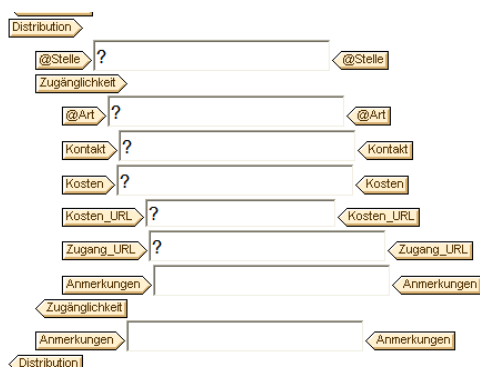 Distribution
@Stelle ? @Stelle
Zugänglichkeit
@Art ? @Art
Kontakt ? Kontakt
Kosten ? Kosten
Kosten_URL ? Kosten_URL
Zugang_URL ? Zugang_URL
Anmerkungen Anmerkungen
Zugänglichkeit
Anmerkungen Anmerkungen
Distribution